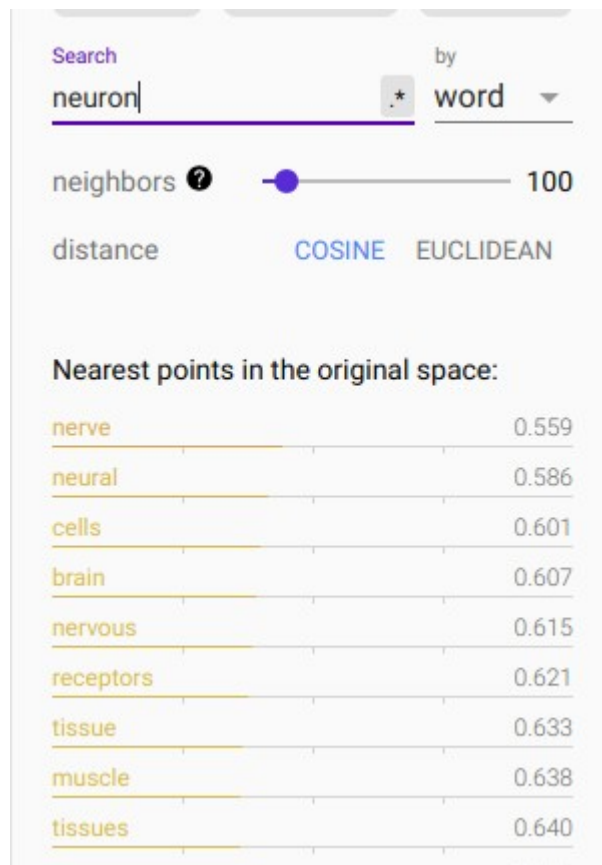 Search by
neuron .* word
neighbors ? 100
distance COSINE EUCLIDEAN
Nearest points in the original space:
nerve 0.559
neural 0.586
cells 0.601
brain 0.607
nervous 0.615
receptors 0.621
tissue 0.633
muscle 0.638
tissues 0.640